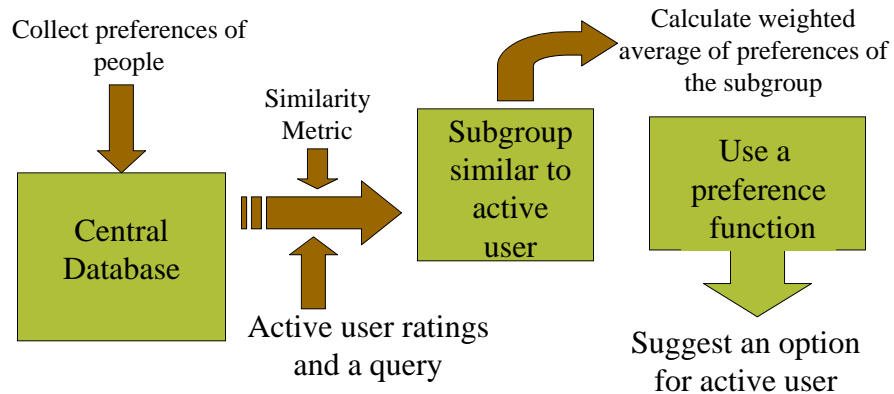 Collect preferences of
people
Central
Database
Similarity
Metric
Active user ratings
and a query
Subgroup
similar to
active
user
Calculate weighted
average of preferences of
the subgroup
Use a
preference
function
Suggest an option
for active user